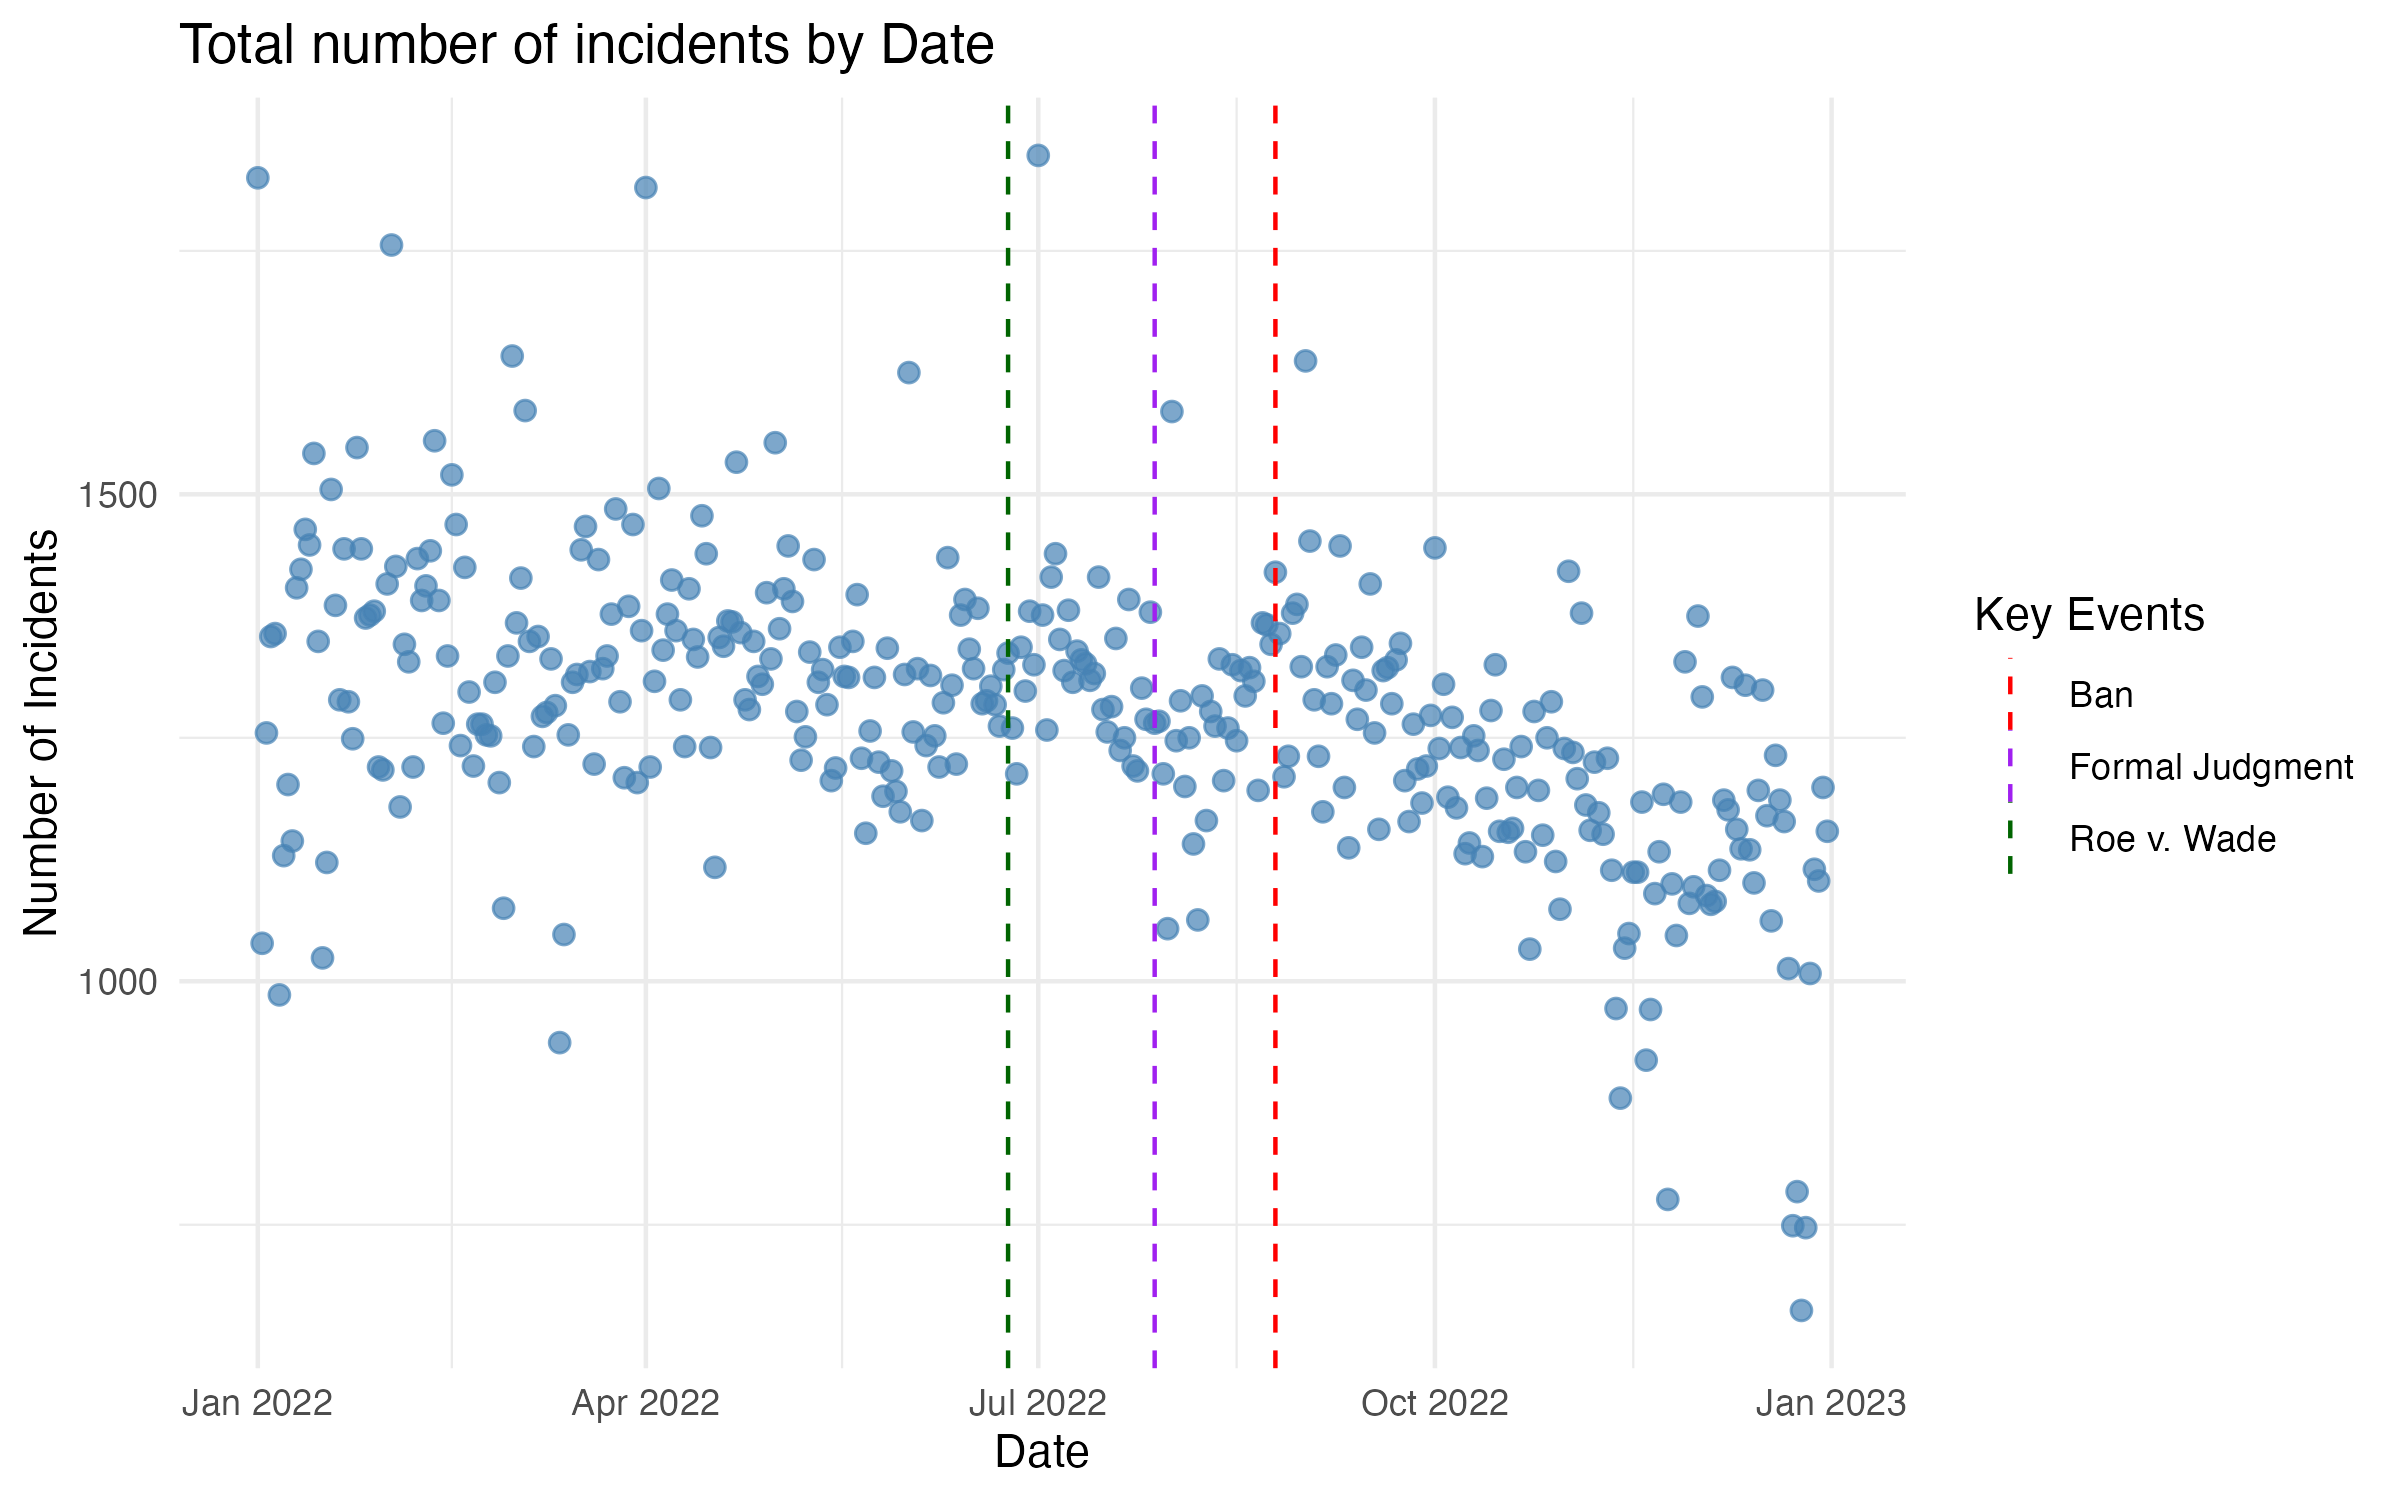 Total number of incidents by Date
Number of Incidents
1500
1000
Jan 2022
Apr 2022
Jul 2022
Oct 2022
Jan 2023
Date
Key Events
Ban
Formal Judgment
Roe v. Wade